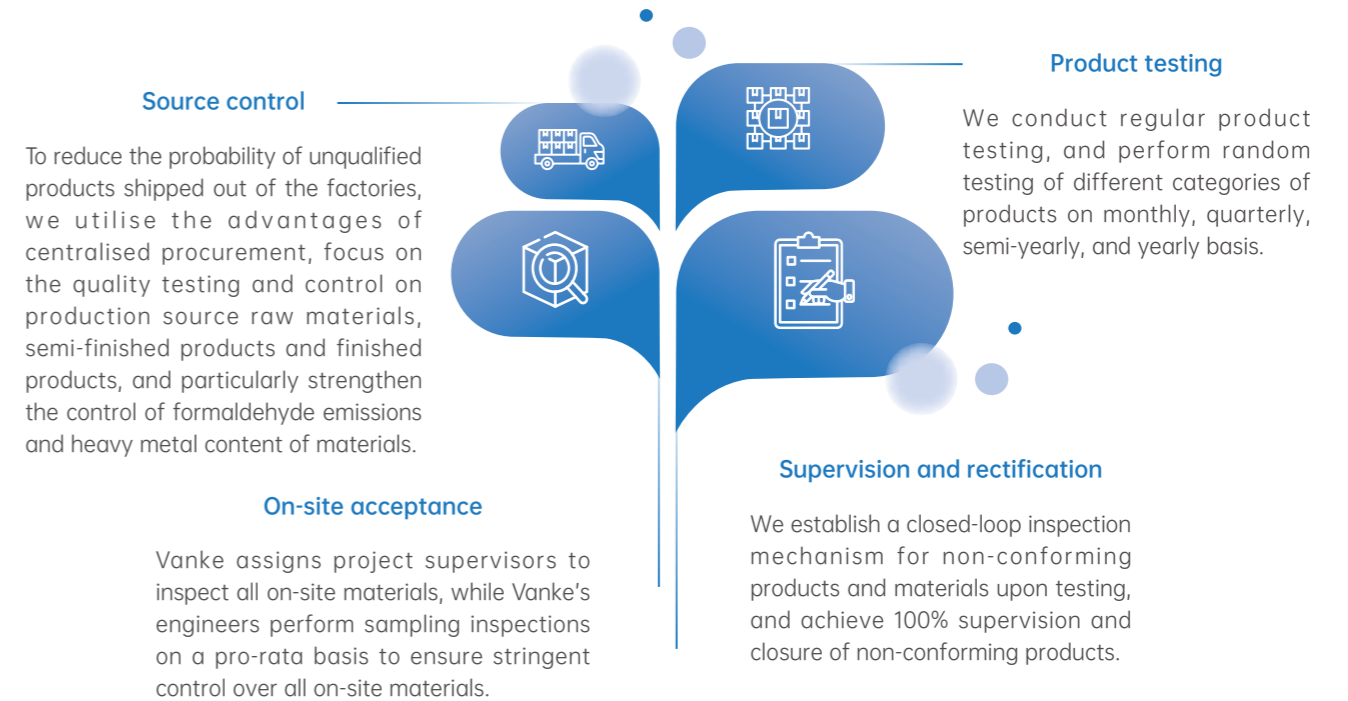 Source control
To reduce the probability of unqualified
products shipped out of the factories,
we utilise the advantages of
centralised procurement, focus on
the quality testing and control on
production source raw materials,
semi-finished products and finished
products, and particularly strengthen
the control of formaldehyde emissions
and heavy metal content of materials.
Product testing
We conduct regular product
testing, and perform random
testing of different categories of
products on monthly, quarterly,
semi-yearly, and yearly basis.
On-site acceptance
Vanke assigns project supervisors to
inspect all on-site materials, while Vanke's
engineers perform sampling inspections
on a pro-rata basis to ensure stringent
control over all on-site materials.
Supervision and rectification
We establish a closed-loop inspection
mechanism for non-conforming
products and materials upon testing,
and achieve 100% supervision and
closure of non-conforming products.